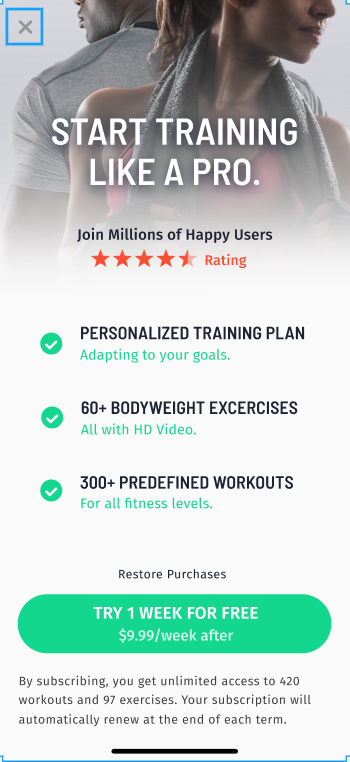 START TRAINING
LIKE A PRO.
Join Millions of Happy Users
Rating
PERSONALIZED TRAINING PLAN
Adapting to your goals.
60+ BODYWEIGHT EXCERCISES
All with HD Video.
300+ PREDEFINED WORKOUTS
For all fitness levels.
Restore Purchases
TRY 1 WEEK FOR FREE
$9.99/week after
By subscribing, you get unlimited access to 420
workouts and 97 exercises. Your subscription will
automatically renew at the end of each term.